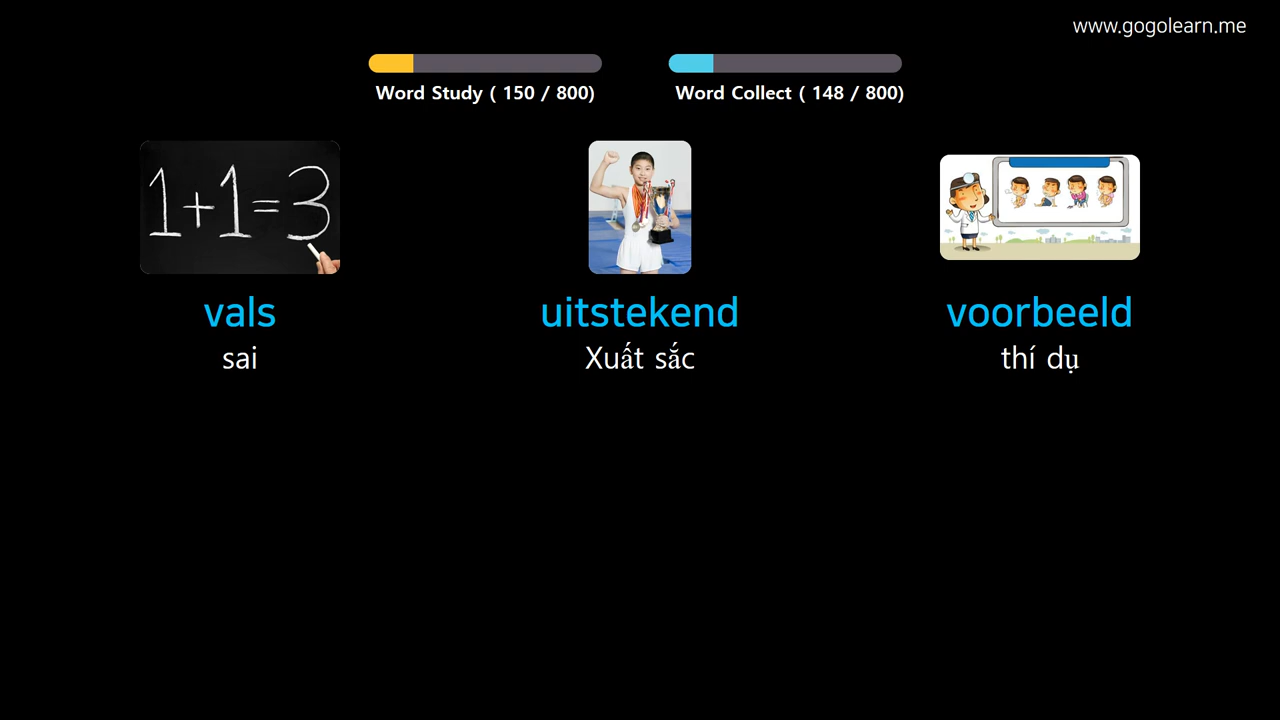 www.gogolearn.me
Word Study ( 150 / 800)
Word Collect ( 148 / 800)
1+1=3
vals
uitstekend
voorbeeld
sai
Xuất sắc
thí dụ